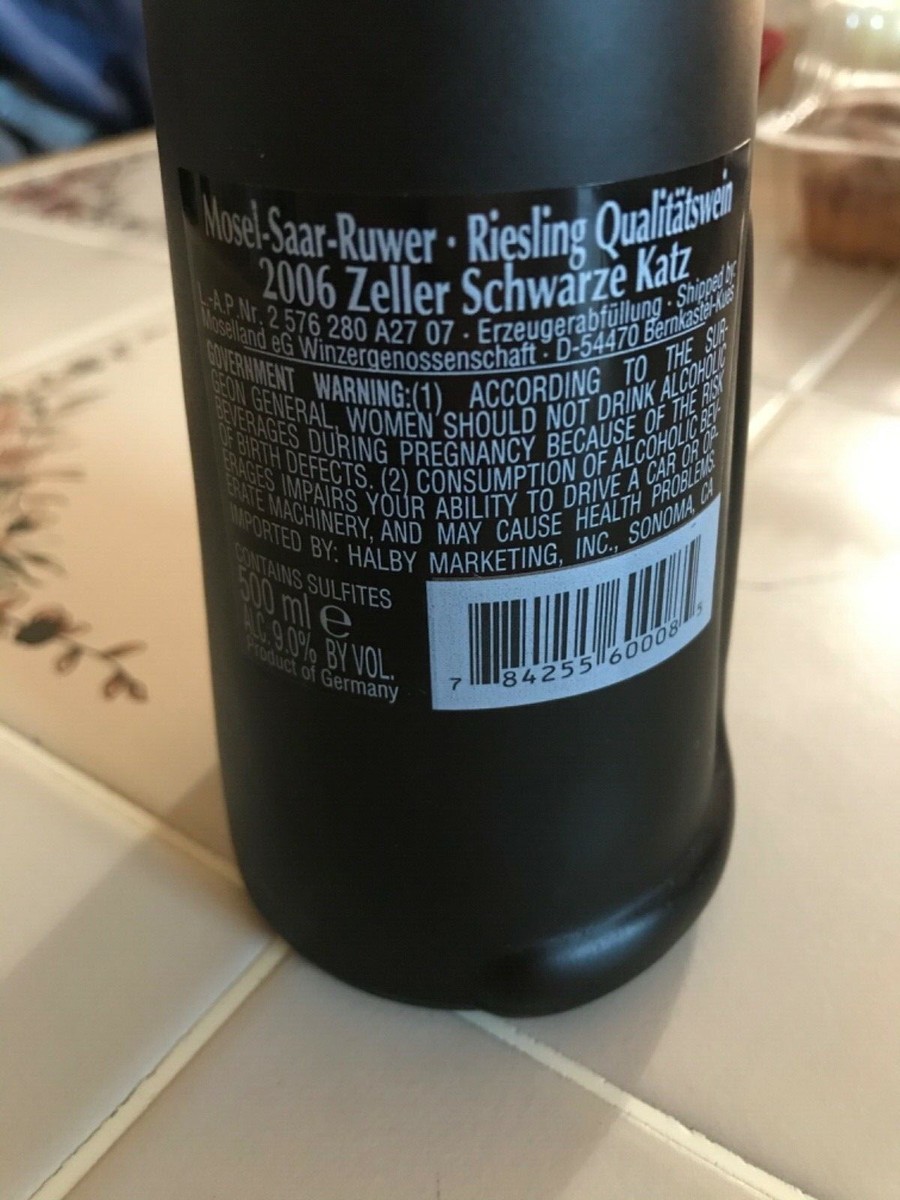 Mosel-Saar-Ruwer · Riesling Qualitätswein
2006 Zeller Schwarze Katz
L.-A.P.Nr. 2 576 280 A27 07 · Erzeugerabfüllung · Shipped by:
Moselland eG Winzergenossenschaft · D-54470 Bernkastel-Kues
GOVERNMENT WARNING:(1) ACCORDING TO THE SUR-
GEON GENERAL, WOMEN SHOULD NOT DRINK ALCOHOLIC
BEVERAGES DURING PREGNANCY BECAUSE OF THE RISK
OF BIRTH DEFECTS. (2) CONSUMPTION OF ALCOHOLIC BEV-
ERAGES IMPAIRS YOUR ABILITY TO DRIVE A CAR OR OP-
ERATE MACHINERY, AND MAY CAUSE HEALTH PROBLEMS.
IMPORTED BY: HALBY MARKETING, INC., SONOMA, CA
CONTAINS SULFITES
500 ml e
ALC. 9.0% BY VOL.
Product of Germany
7 84255 60008 5